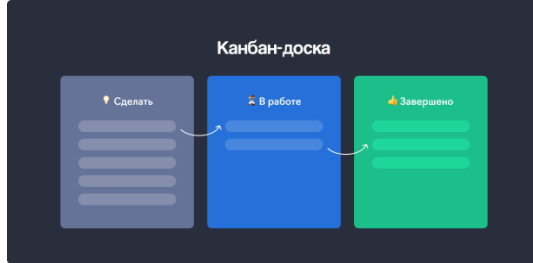 Канбан-доска
💡 Сделать
⏳ В работе
👍 Завершено